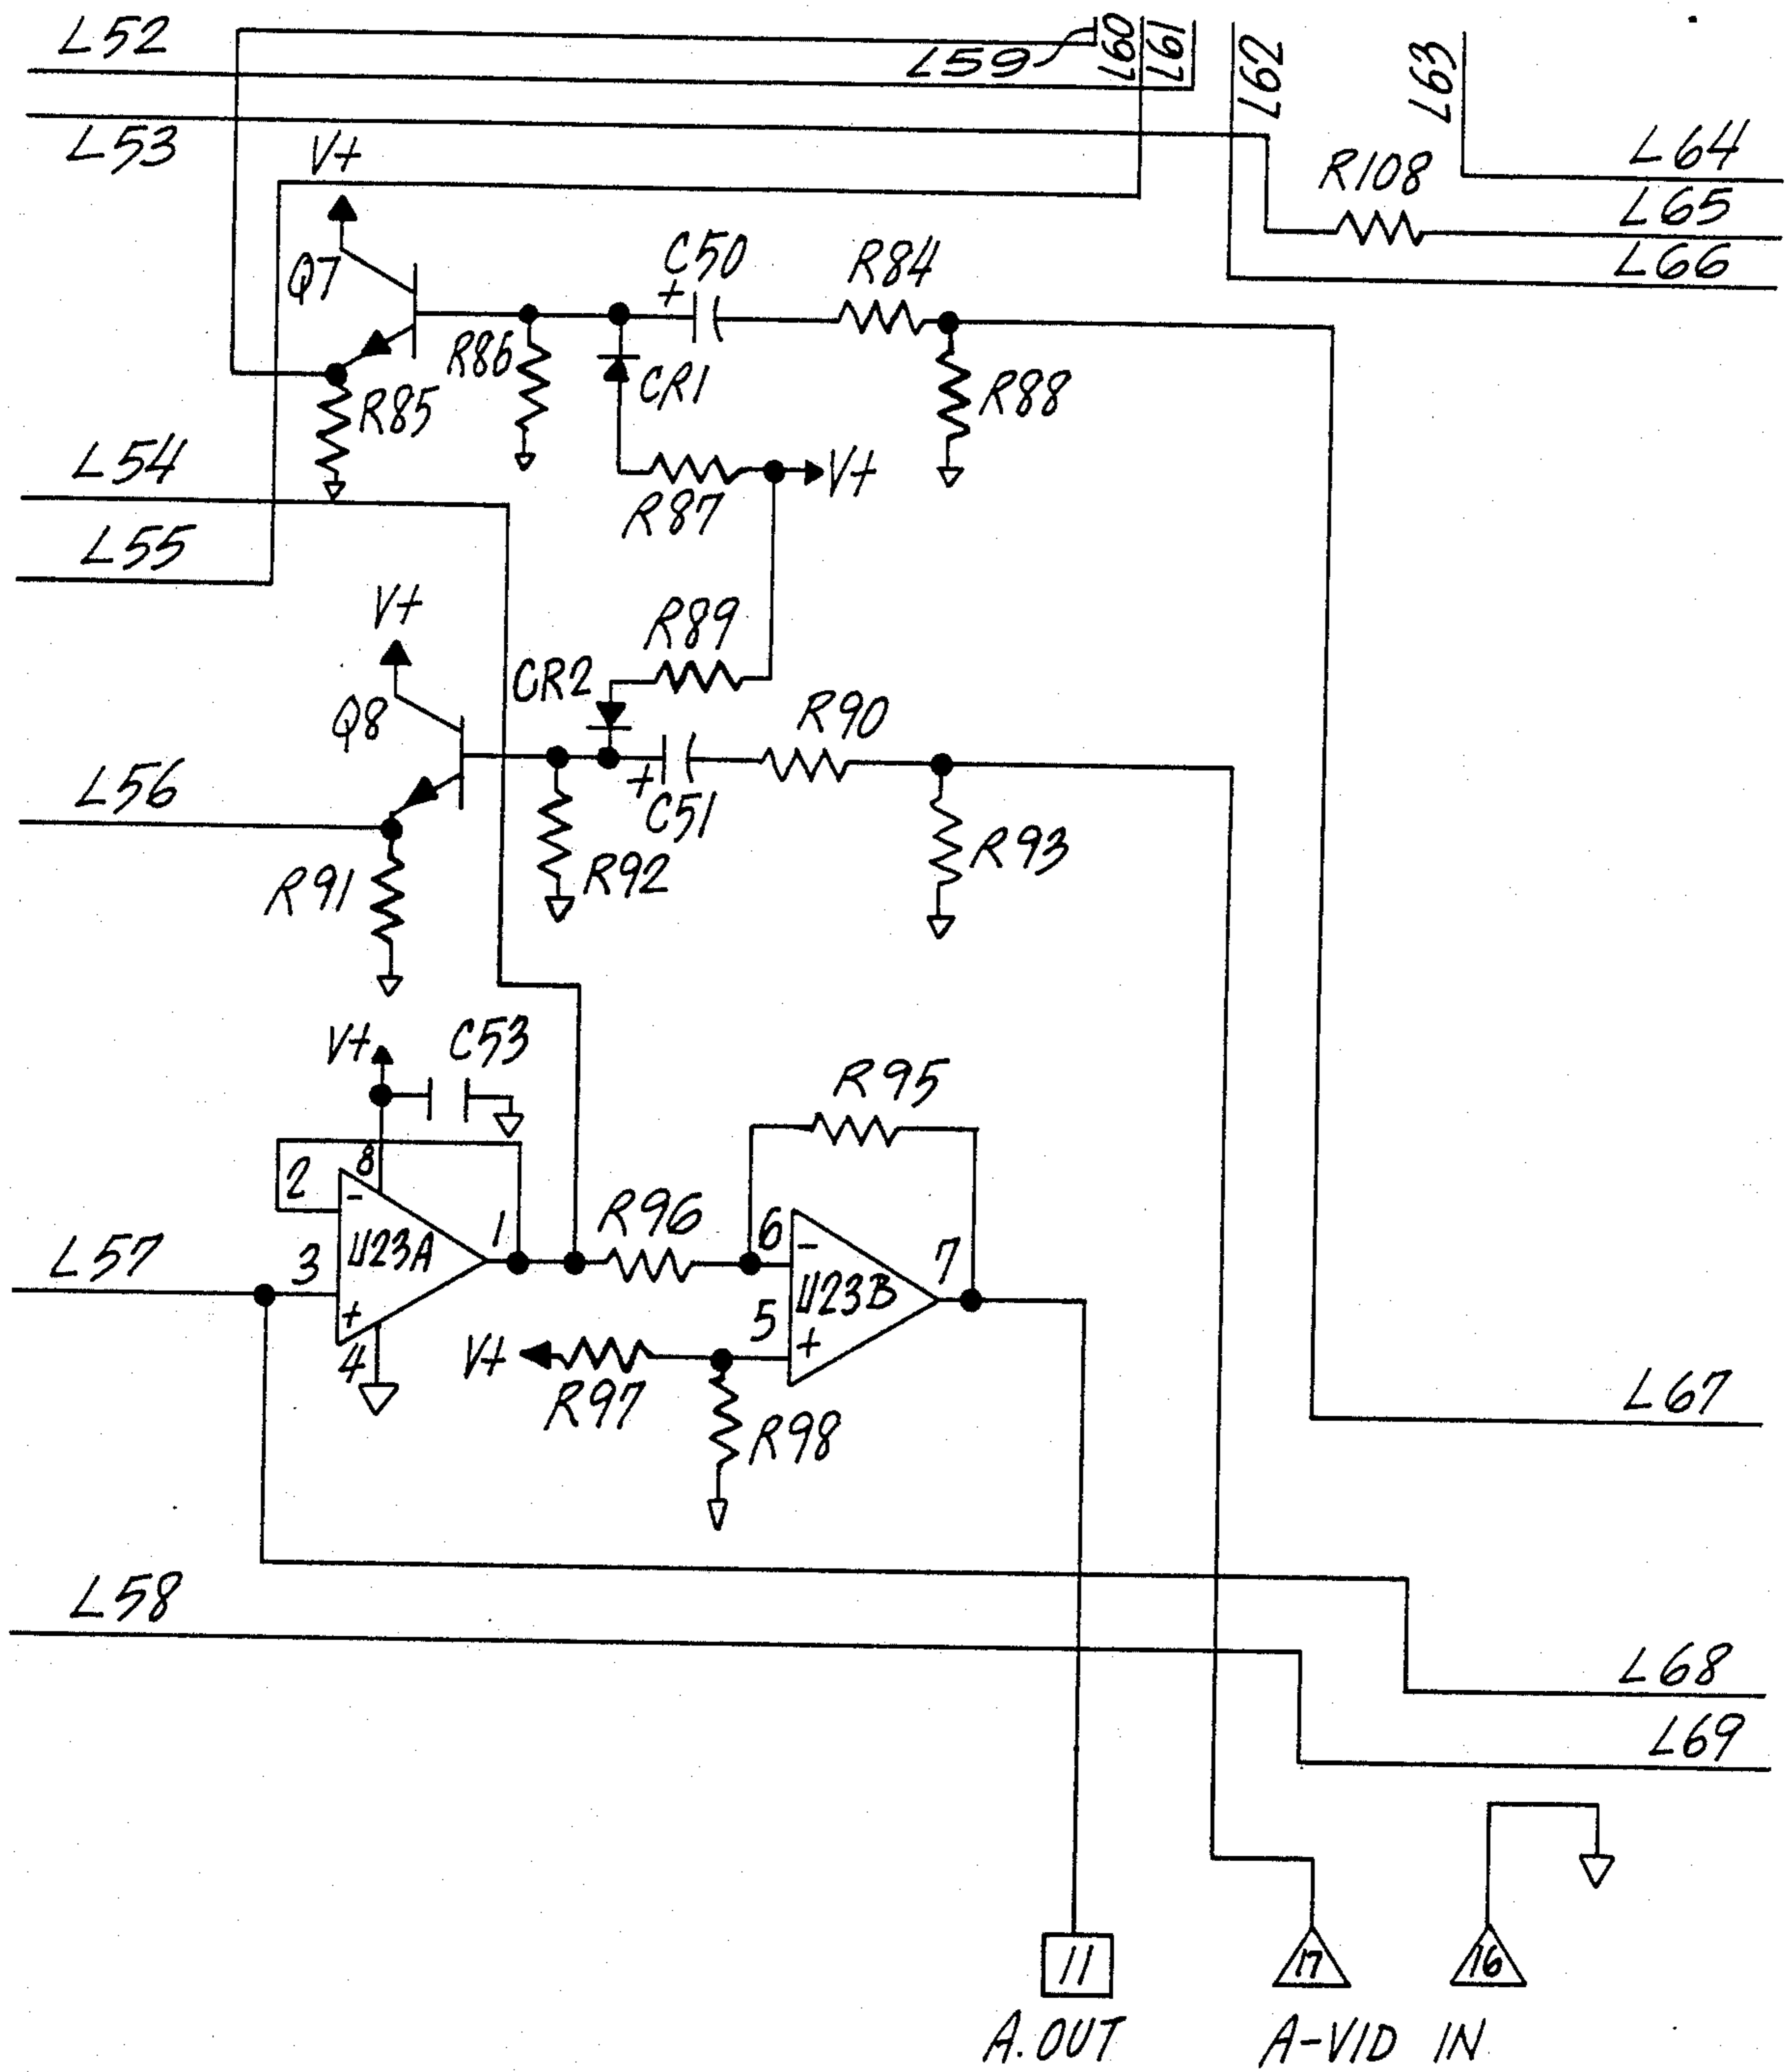 L52
L59
L60
L61
L62
L63
L53
V+
R108
L64
L65
L66
Q7
C50
R84
+
R86
CR1
R88
R85
L54
R87
V+
L55
V+
R89
CR2
Q8
R90
L56
+
C51
R93
R92
R91
V+
C53
R95
2
8
-
U23A
1
R96
6
-
7
L57
3
+
4
5
U23B
+
V+
R97
R98
L67
L58
L68
L69
11
17
16
A.OUT
A-VID IN